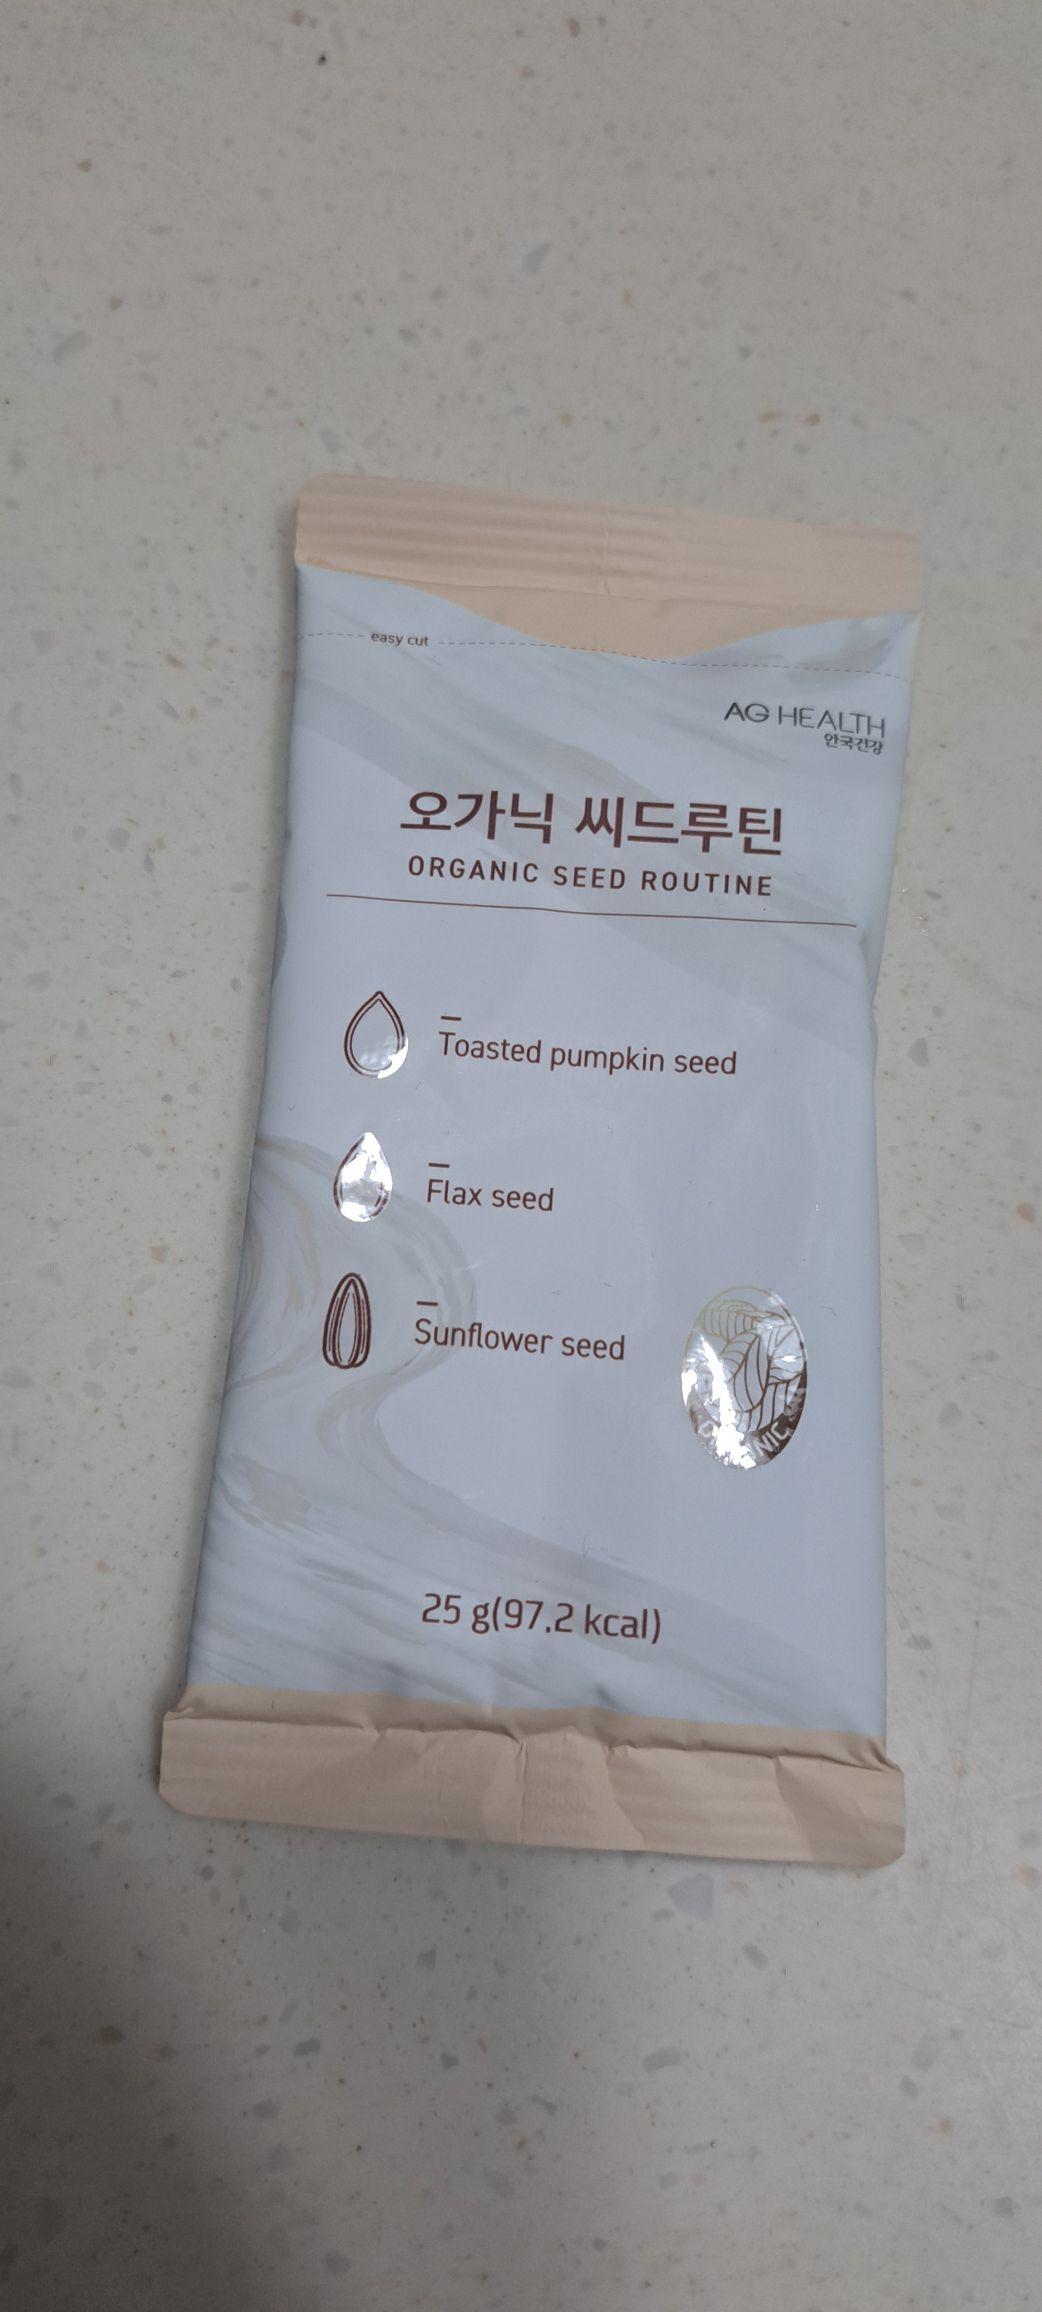 easy cut
AG HEALTH
안국건강
오가닉 씨드루틴
ORGANIC SEED ROUTINE
Toasted pumpkin seed
Flax seed
Sunflower seed
25 g(97.2 kcal)